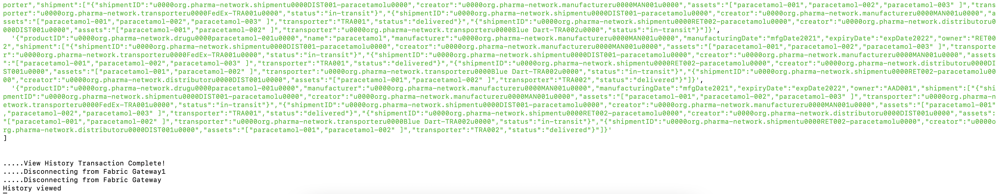 porter","shipment":["{"shipmentID":"u0000org.pharma-network.shipmentu0000DIST001-paracetamolu0000","creator":"u0000org.pharma-network.manufactureru0000MAN001u0000","assets":"["paracetamol-001","paracetamol-002","paracetamol-003" ]","trans
porter":"u0000org.pharma-network.transporteru0000FedEx-TRA001u0000","status":"in-transit"}","{"shipmentID":"u0000org.pharma-network.shipmentu0000DIST001-paracetamolu0000","creator":"u0000org.pharma-network.manufactureru0000MAN001u0000","a
ssets":"["paracetamol-001","paracetamol-002","paracetamol-003" ]","transporter":"TRA001","status":"delivered"}","{"shipmentID":"u0000org.pharma-network.shipmentu0000RET002-paracetamolu0000","creator":"u0000org.pharma-network.distributoru0
000DIST001u0000","assets":"["paracetamol-001","paracetamol-002" ]","transporter":"u0000org.pharma-network.transporteru0000Blue Dart-TRA002u0000","status":"in-transit"}"]}',
'{"productID":"u0000org.pharma-network.drugu0000paracetamol-001u0000","name":"paracetamol","manufacturer":"u0000org.pharma-network.manufactureru0000MAN001u0000","manufacturingDate":"mfgDate2021","expiryDate":"expDate2022","owner":"RET00
2","shipment":["{"shipmentID":"u0000org.pharma-network.shipmentu0000DIST001-paracetamolu0000","creator":"u0000org.pharma-network.manufactureru0000MAN001u0000","assets":"["paracetamol-001","paracetamol-002","paracetamol-003" ]","transporte
r":"u0000org.pharma-network.transporteru0000FedEx-TRA001u0000","status":"in-transit"}","{"shipmentID":"u0000org.pharma-network.shipmentu0000DIST001-paracetamolu0000","creator":"u0000org.pharma-network.manufactureru0000MAN001u0000","assets
":"["paracetamol-001","paracetamol-002","paracetamol-003" ]","transporter":"TRA001","status":"delivered"}","{"shipmentID":"u0000org.pharma-network.shipmentu0000RET002-paracetamolu0000","creator":"u0000org.pharma-network.distributoru0000DI
ST001u0000","assets":"["paracetamol-001","paracetamol-002" ]","transporter":"u0000org.pharma-network.transporteru0000Blue Dart-TRA002u0000","status":"in-transit"}","{"shipmentID":"u0000org.pharma-network.shipmentu0000RET002-paracetamolu00
00","creator":"u0000org.pharma-network.distributoru0000DIST001u0000","assets":"["paracetamol-001","paracetamol-002" ]","transporter":"TRA002","status":"delivered"}"]}',
'{"productID":"u0000org.pharma-network.drugu0000paracetamol-001u0000","manufacturer":"u0000org.pharma-network.manufactureru0000MAN001u0000","manufacturingDate":"mfgDate2021","expiryDate":"expDate2022","owner":"AAD001","shipment":["{"shi
pmentID":"u0000org.pharma-network.shipmentu0000DIST001-paracetamolu0000","creator":"u0000org.pharma-network.manufactureru0000MAN001u0000","assets":"["paracetamol-001","paracetamol-002","paracetamol-003" ]","transporter":"u0000org.pharma-n
etwork.transporteru0000FedEx-TRA001u0000","status":"in-transit"}","{"shipmentID":"u0000org.pharma-network.shipmentu0000DIST001-paracetamolu0000","creator":"u0000org.pharma-network.manufactureru0000MAN001u0000","assets":"["paracetamol-001"
,"paracetamol-002","paracetamol-003" ]","transporter":"TRA001","status":"delivered"}","{"shipmentID":"u0000org.pharma-network.shipmentu0000RET002-paracetamolu0000","creator":"u0000org.pharma-network.distributoru0000DIST001u0000","assets":
"["paracetamol-001","paracetamol-002" ]","transporter":"u0000org.pharma-network.transporteru0000Blue Dart-TRA002u0000","status":"in-transit"}","{"shipmentID":"u0000org.pharma-network.shipmentu0000RET002-paracetamolu0000","creator":"u0000o
rg.pharma-network.distributoru0000DIST001u0000","assets":"["paracetamol-001","paracetamol-002" ]","transporter":"TRA002","status":"delivered"}"]}'
]
.....View History Transaction Complete!
.....Disconnecting from Fabric Gateway1
.....Disconnecting from Fabric Gateway
History viewed